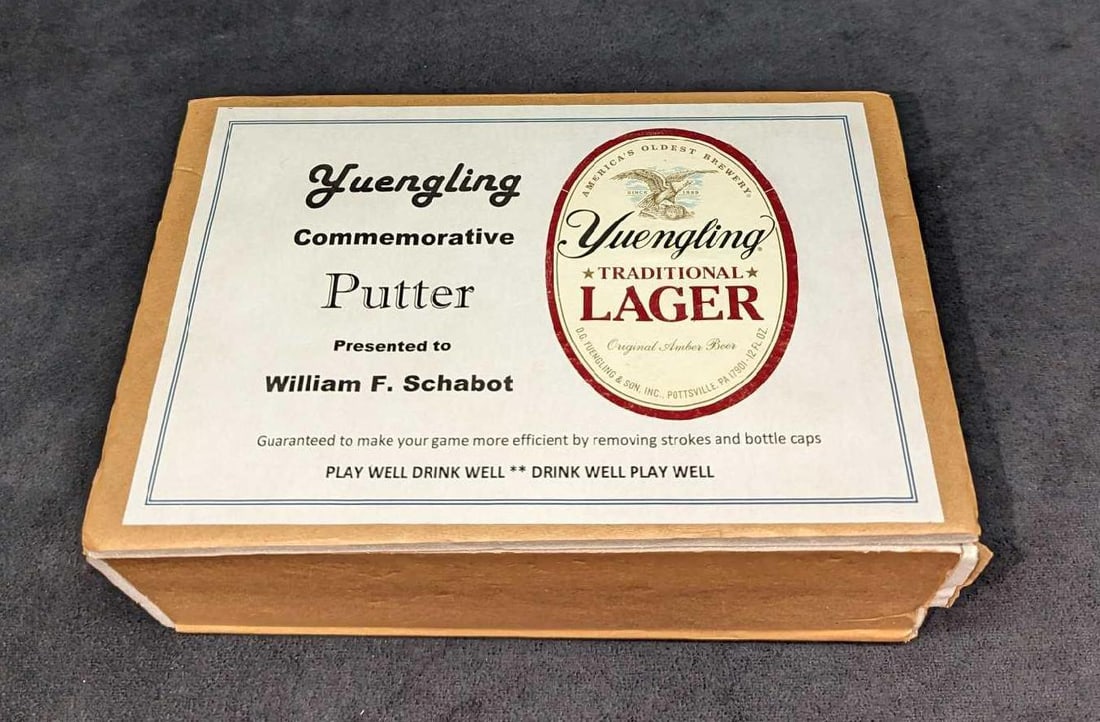 Yuengling
Commemorative
Putter
Presented to
William F. Schabot
Guaranteed to make your game more efficient by removing strokes and bottle caps
PLAY WELL DRINK WELL ** DRINK WELL PLAY WELL
AMERICA'S OLDEST BREWERY®
SINCE 1829
Yuengling®
★TRADITIONAL★
LAGER
Original Amber Beer
D.G. YUENGLING & SON, INC., POTTSVILLE, PA 17901 - 12 FL. OZ.